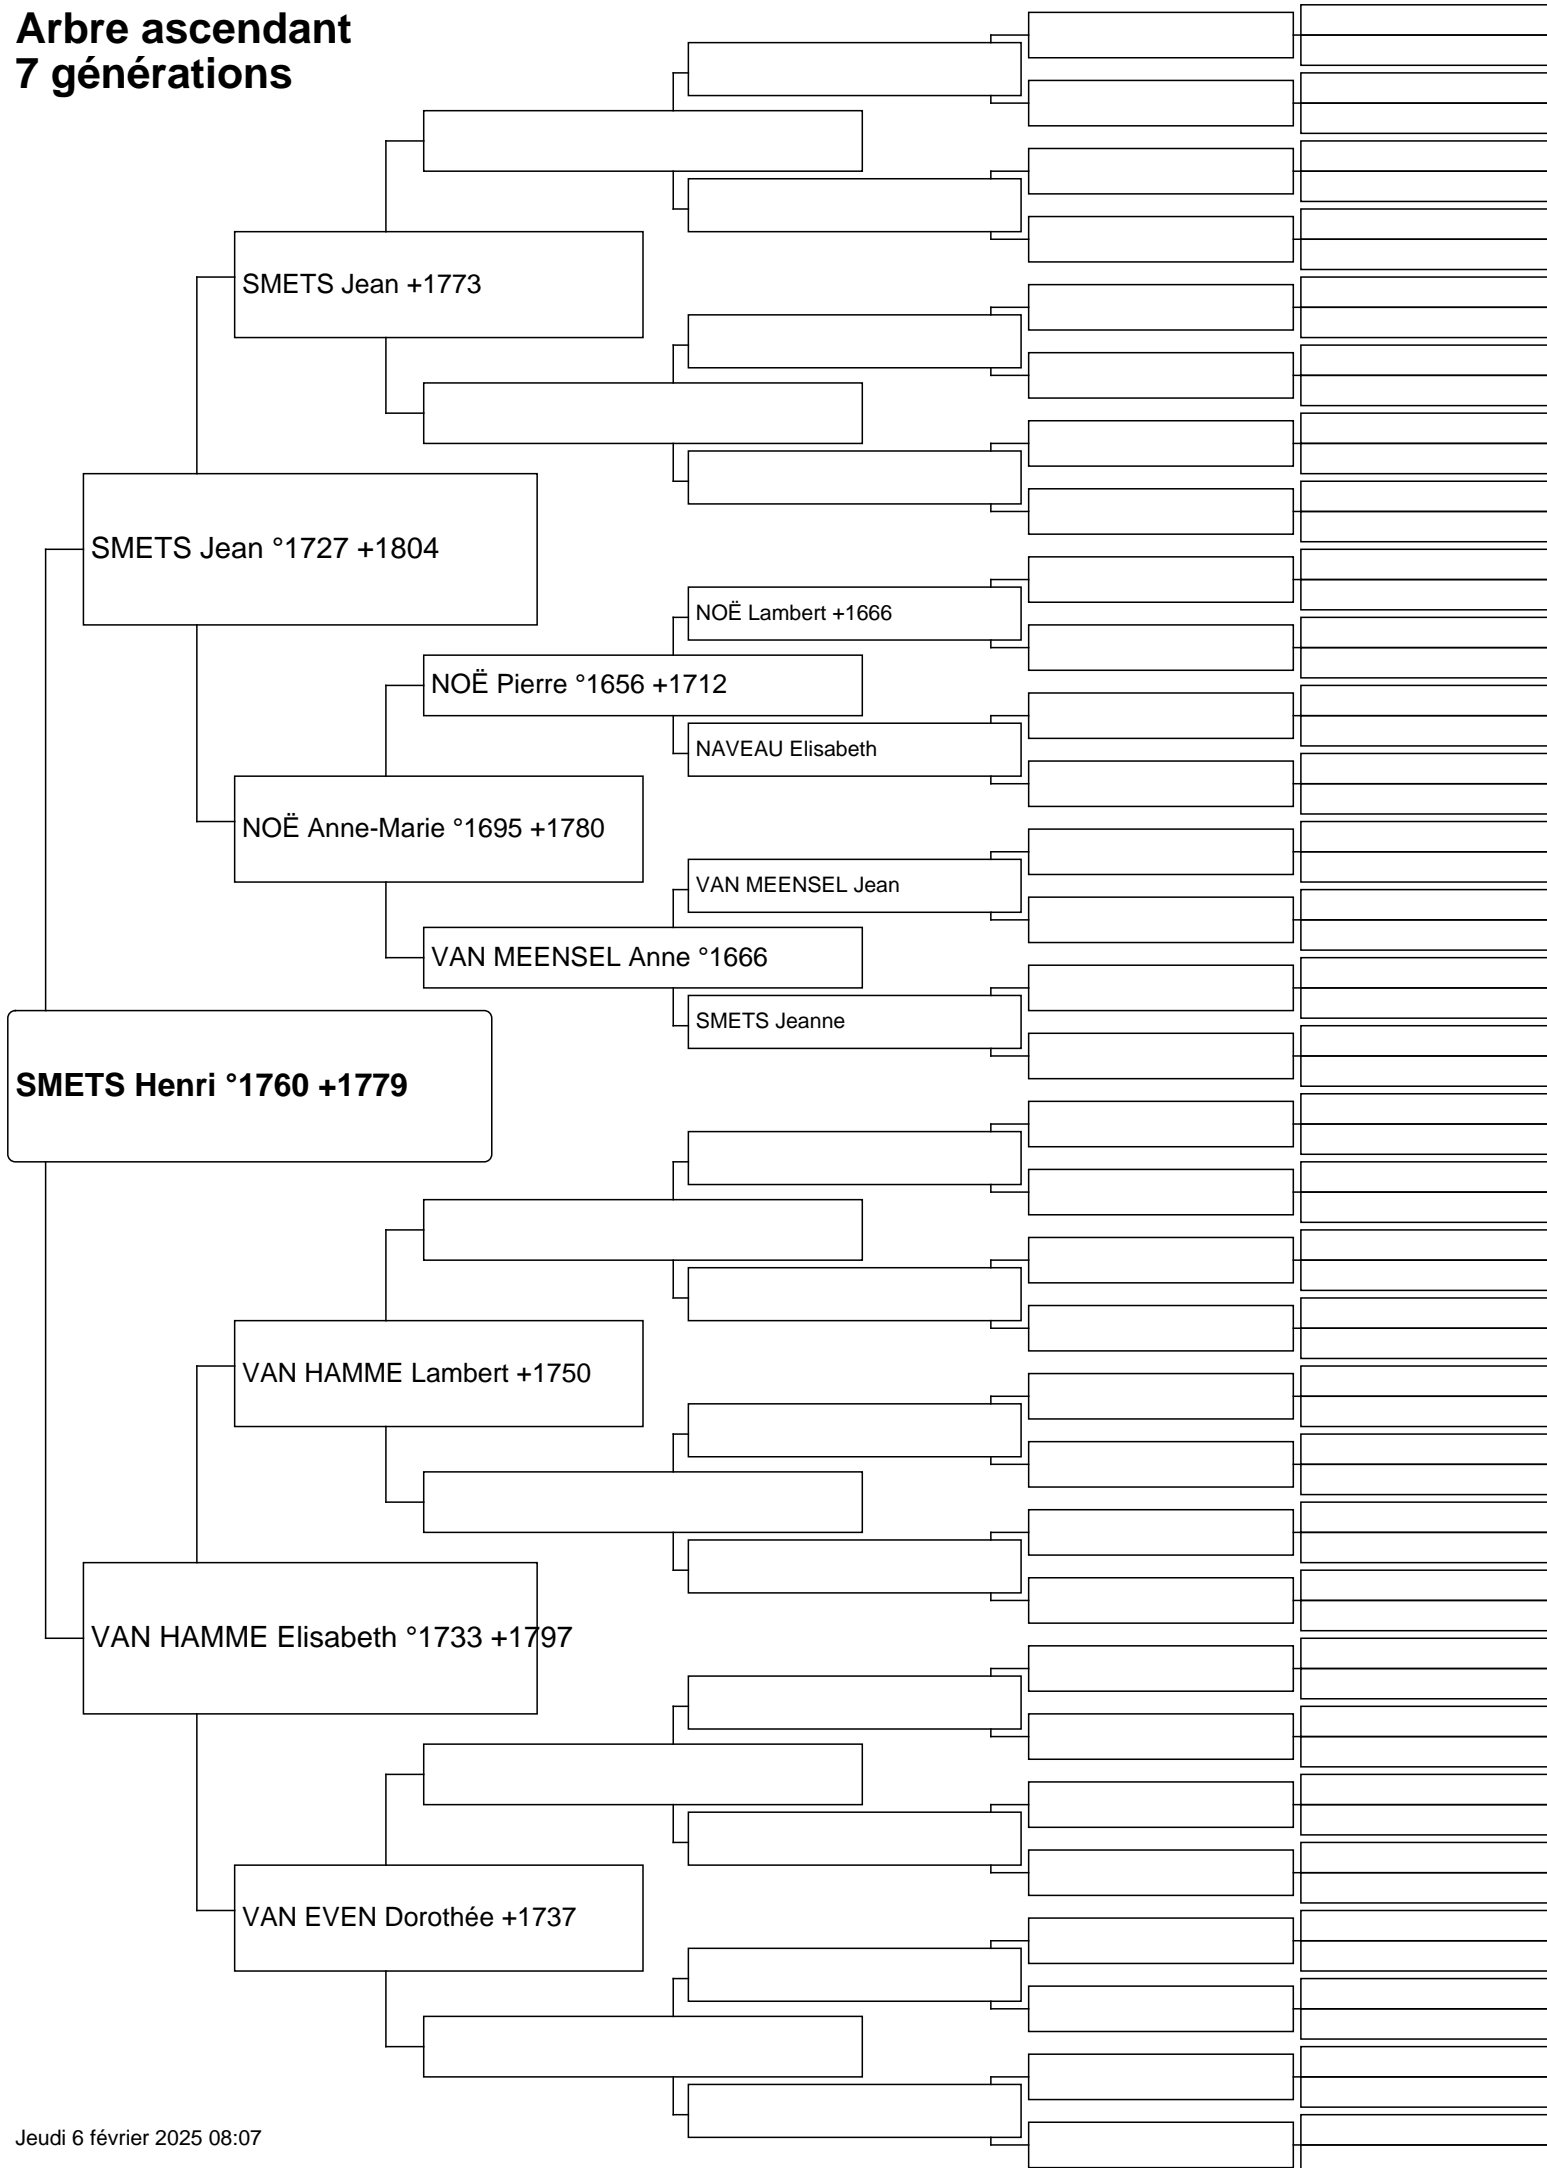 Arbre ascendant
7 générations
SMETS Jean +1773
SMETS Jean °1727 +1804
NOË Lambert +1666
NOË Pierre °1656 +1712
NAVEAU Elisabeth
NOË Anne-Marie °1695 +1780
VAN MEENSEL Jean
VAN MEENSEL Anne °1666
SMETS Jeanne
SMETS Henri °1760 +1779
VAN HAMME Lambert +1750
VAN HAMME Elisabeth °1733 +1797
VAN EVEN Dorothée +1737
Jeudi 6 février 2025 08:07